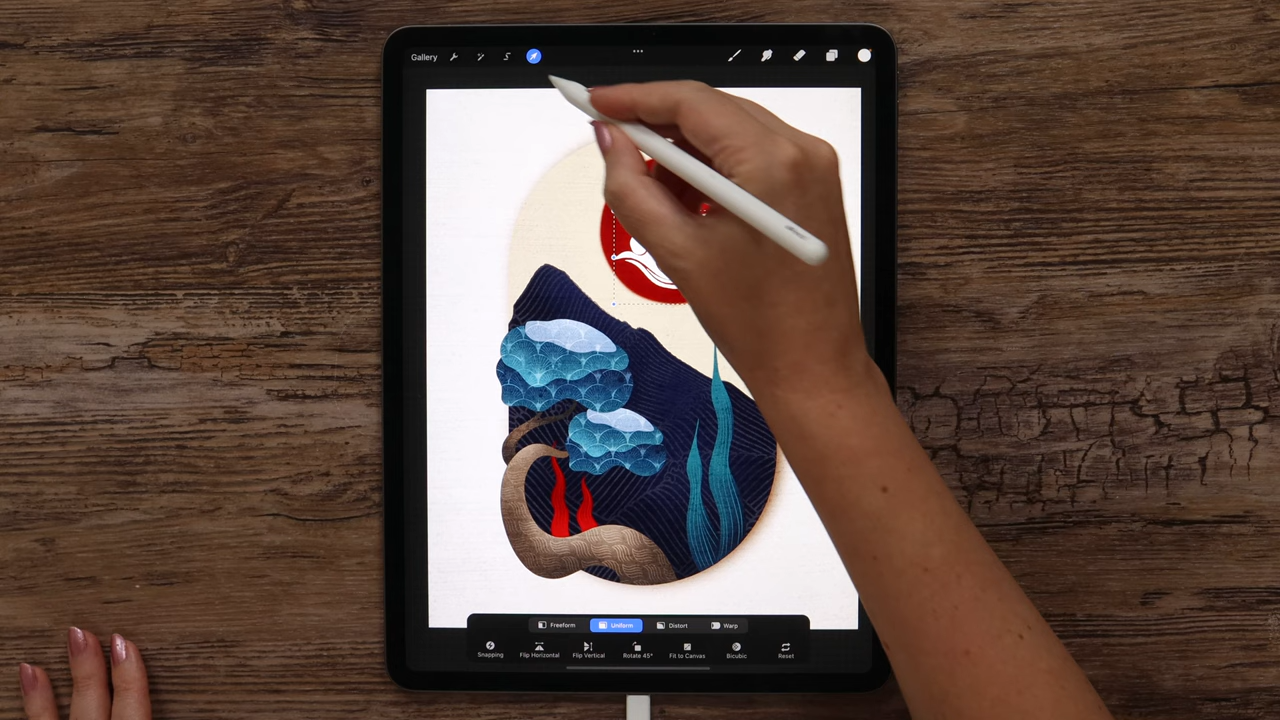 Gallery
Freeform Uniform Distort Warp
Snapping Flip Horizontal Flip Vertical Rotate 45° Fit to Canvas Bicubic Reset